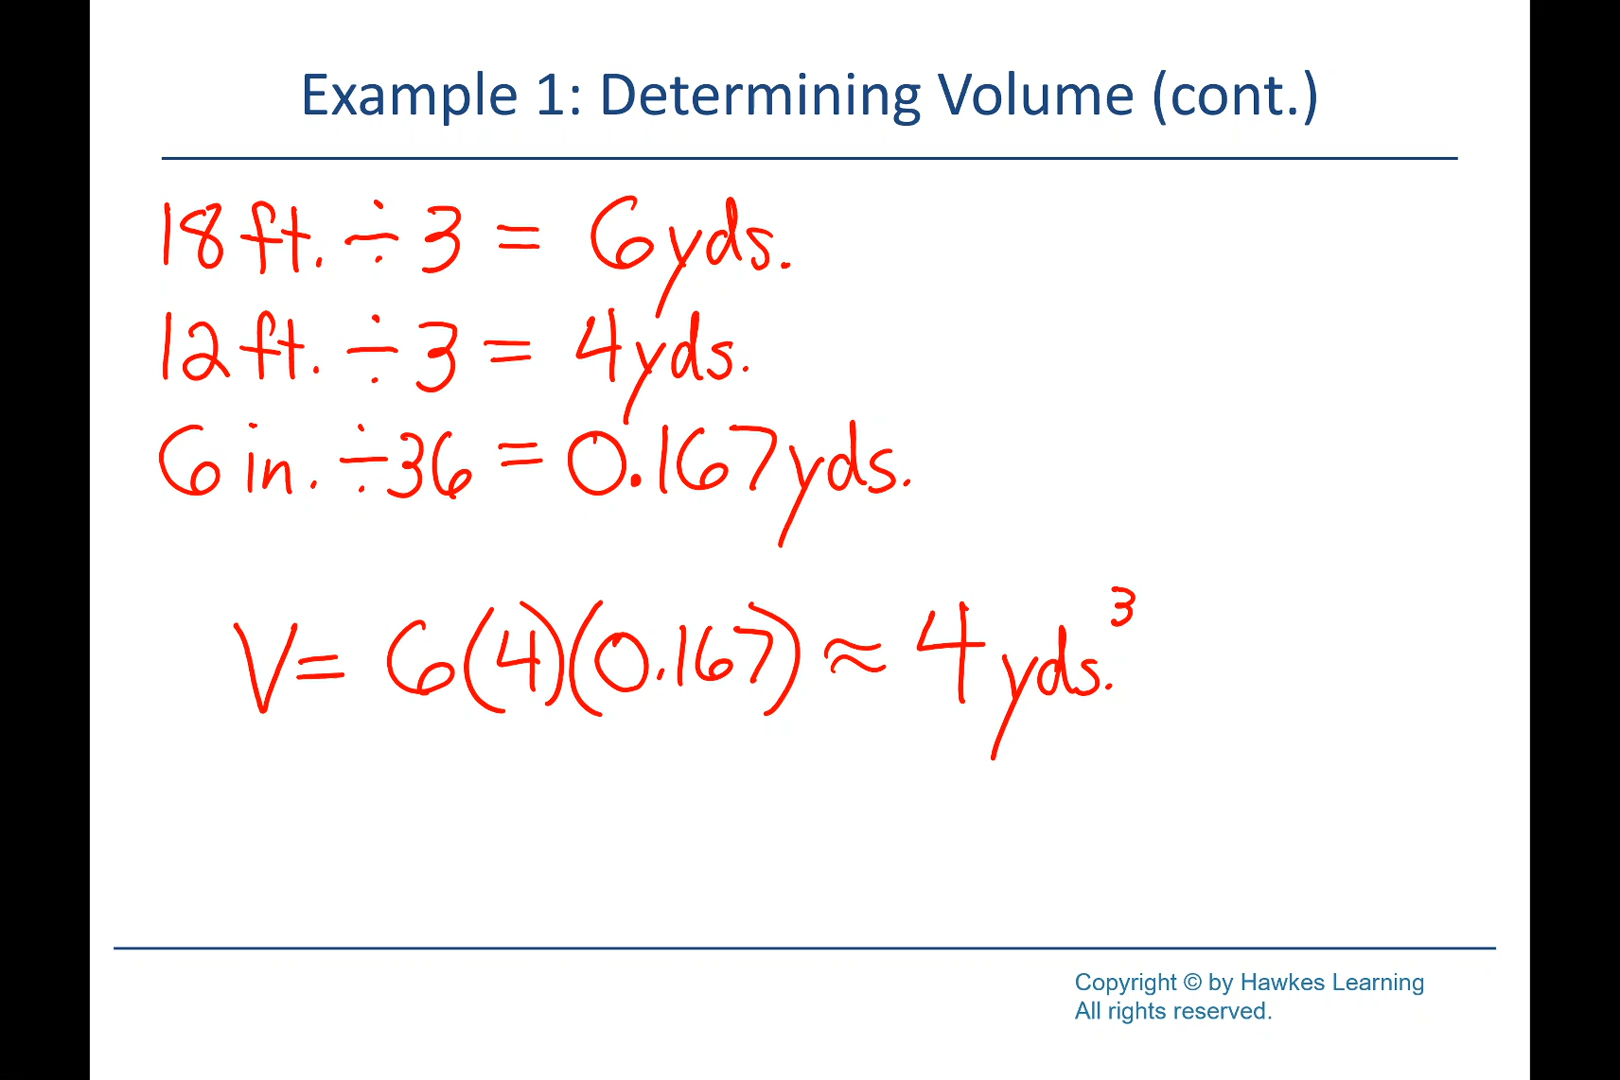 Example 1: Determining Volume (cont.)
18 ft. ÷ 3 = 6 yds.
12 ft. ÷ 3 = 4 yds.
6 in. ÷ 36 = 0.167 yds.
V = 6(4)(0.167) ≈ 4 yds.³
Copyright © by Hawkes Learning
All rights reserved.